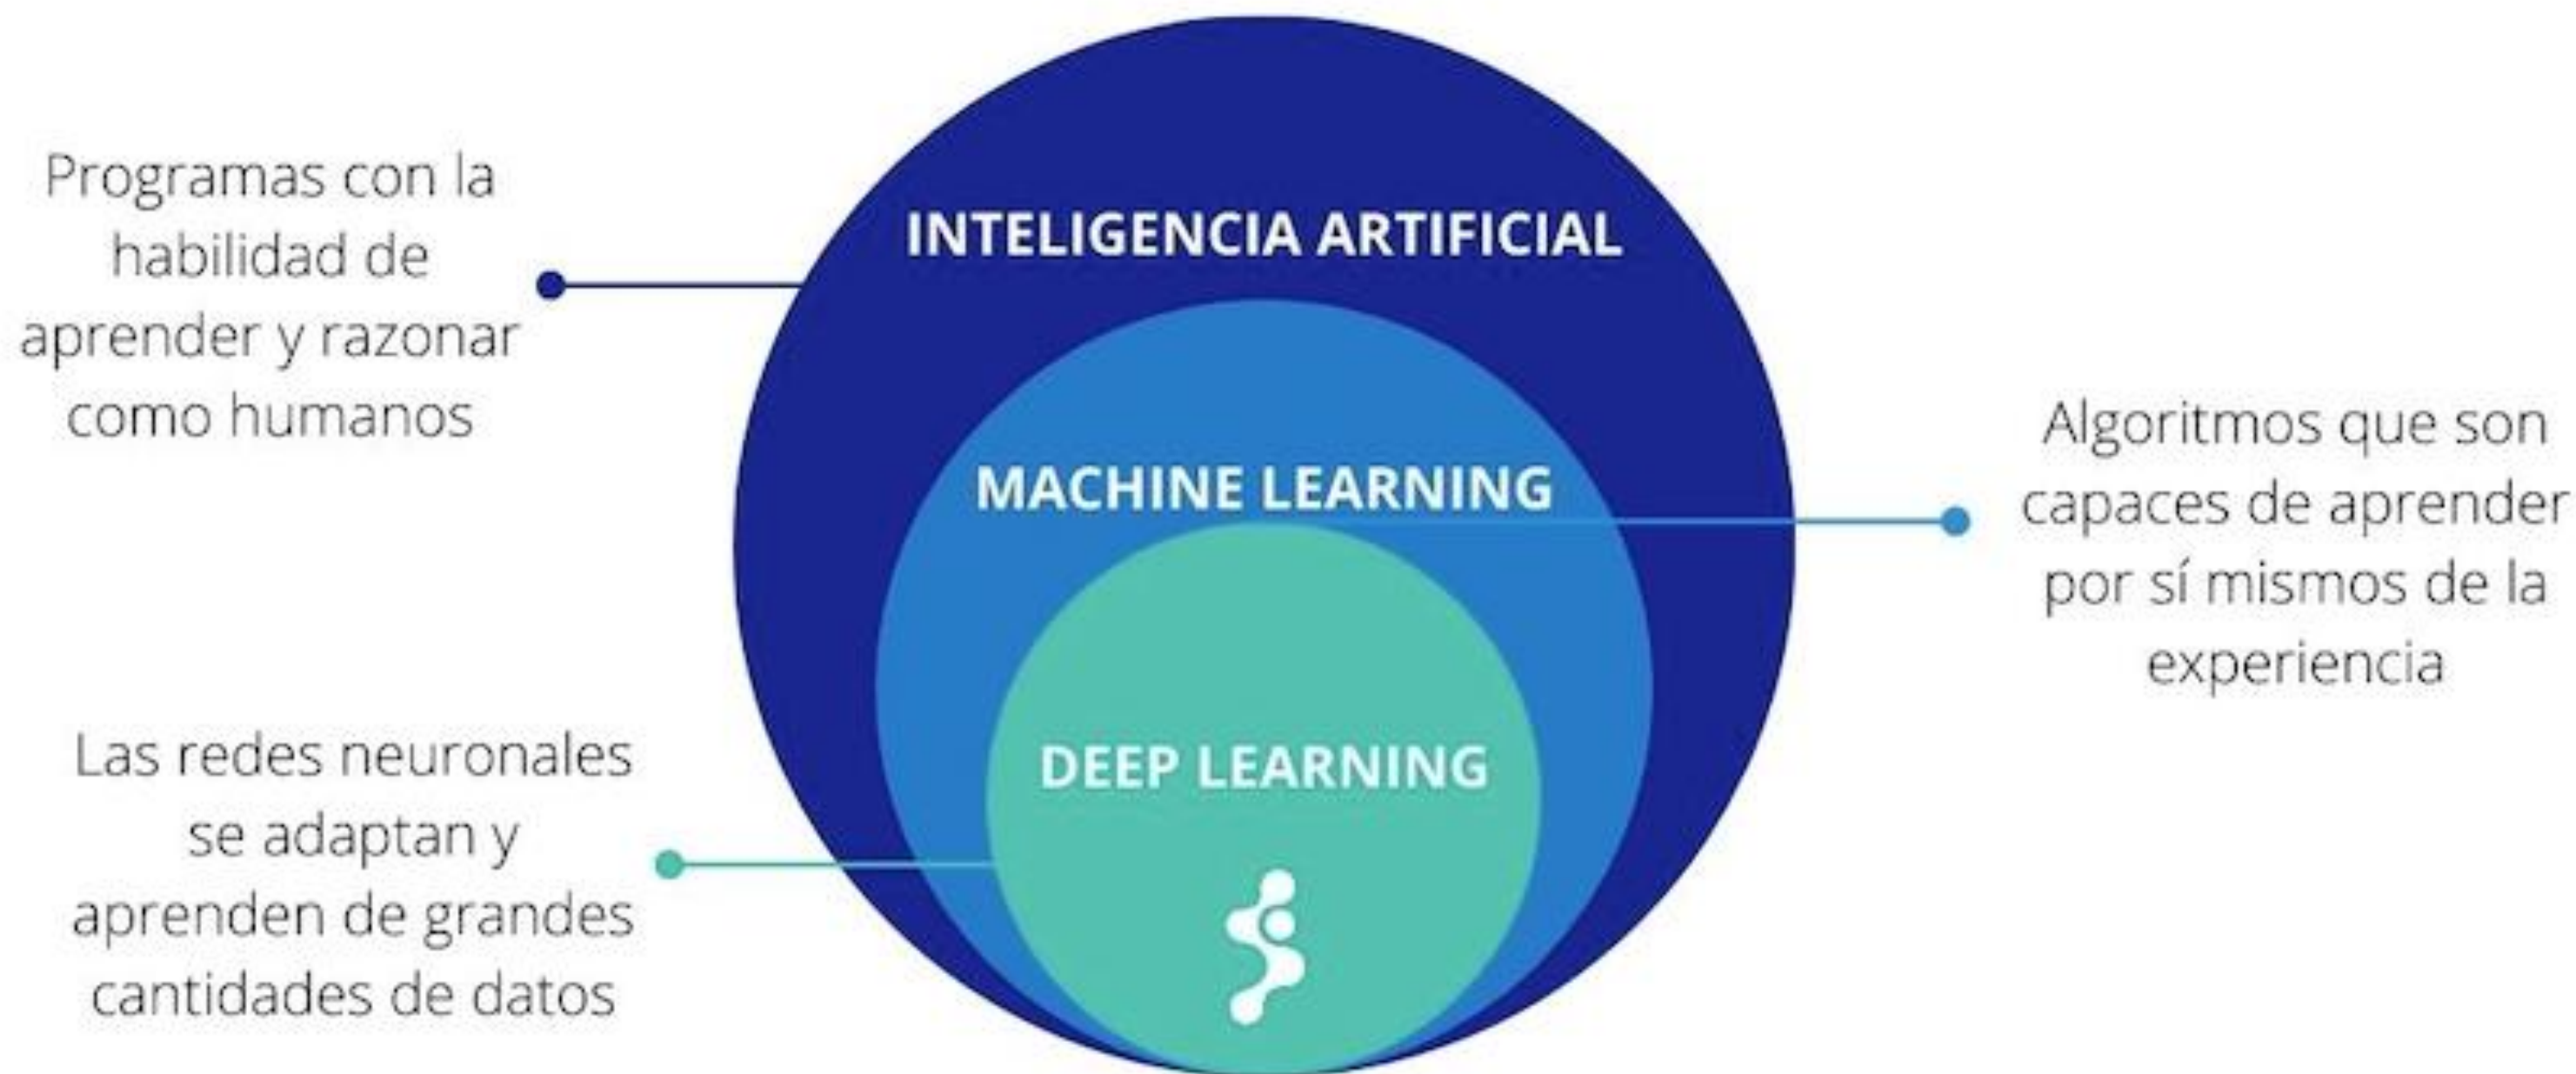 Programas con la
habilidad de
aprender y razonar
como humanos
INTELIGENCIA ARTIFICIAL
MACHINE LEARNING
Algoritmos que son
capaces de aprender
por sí mismos de la
experiencia
DEEP LEARNING
Las redes neuronales
se adaptan y
aprenden de grandes
cantidades de datos